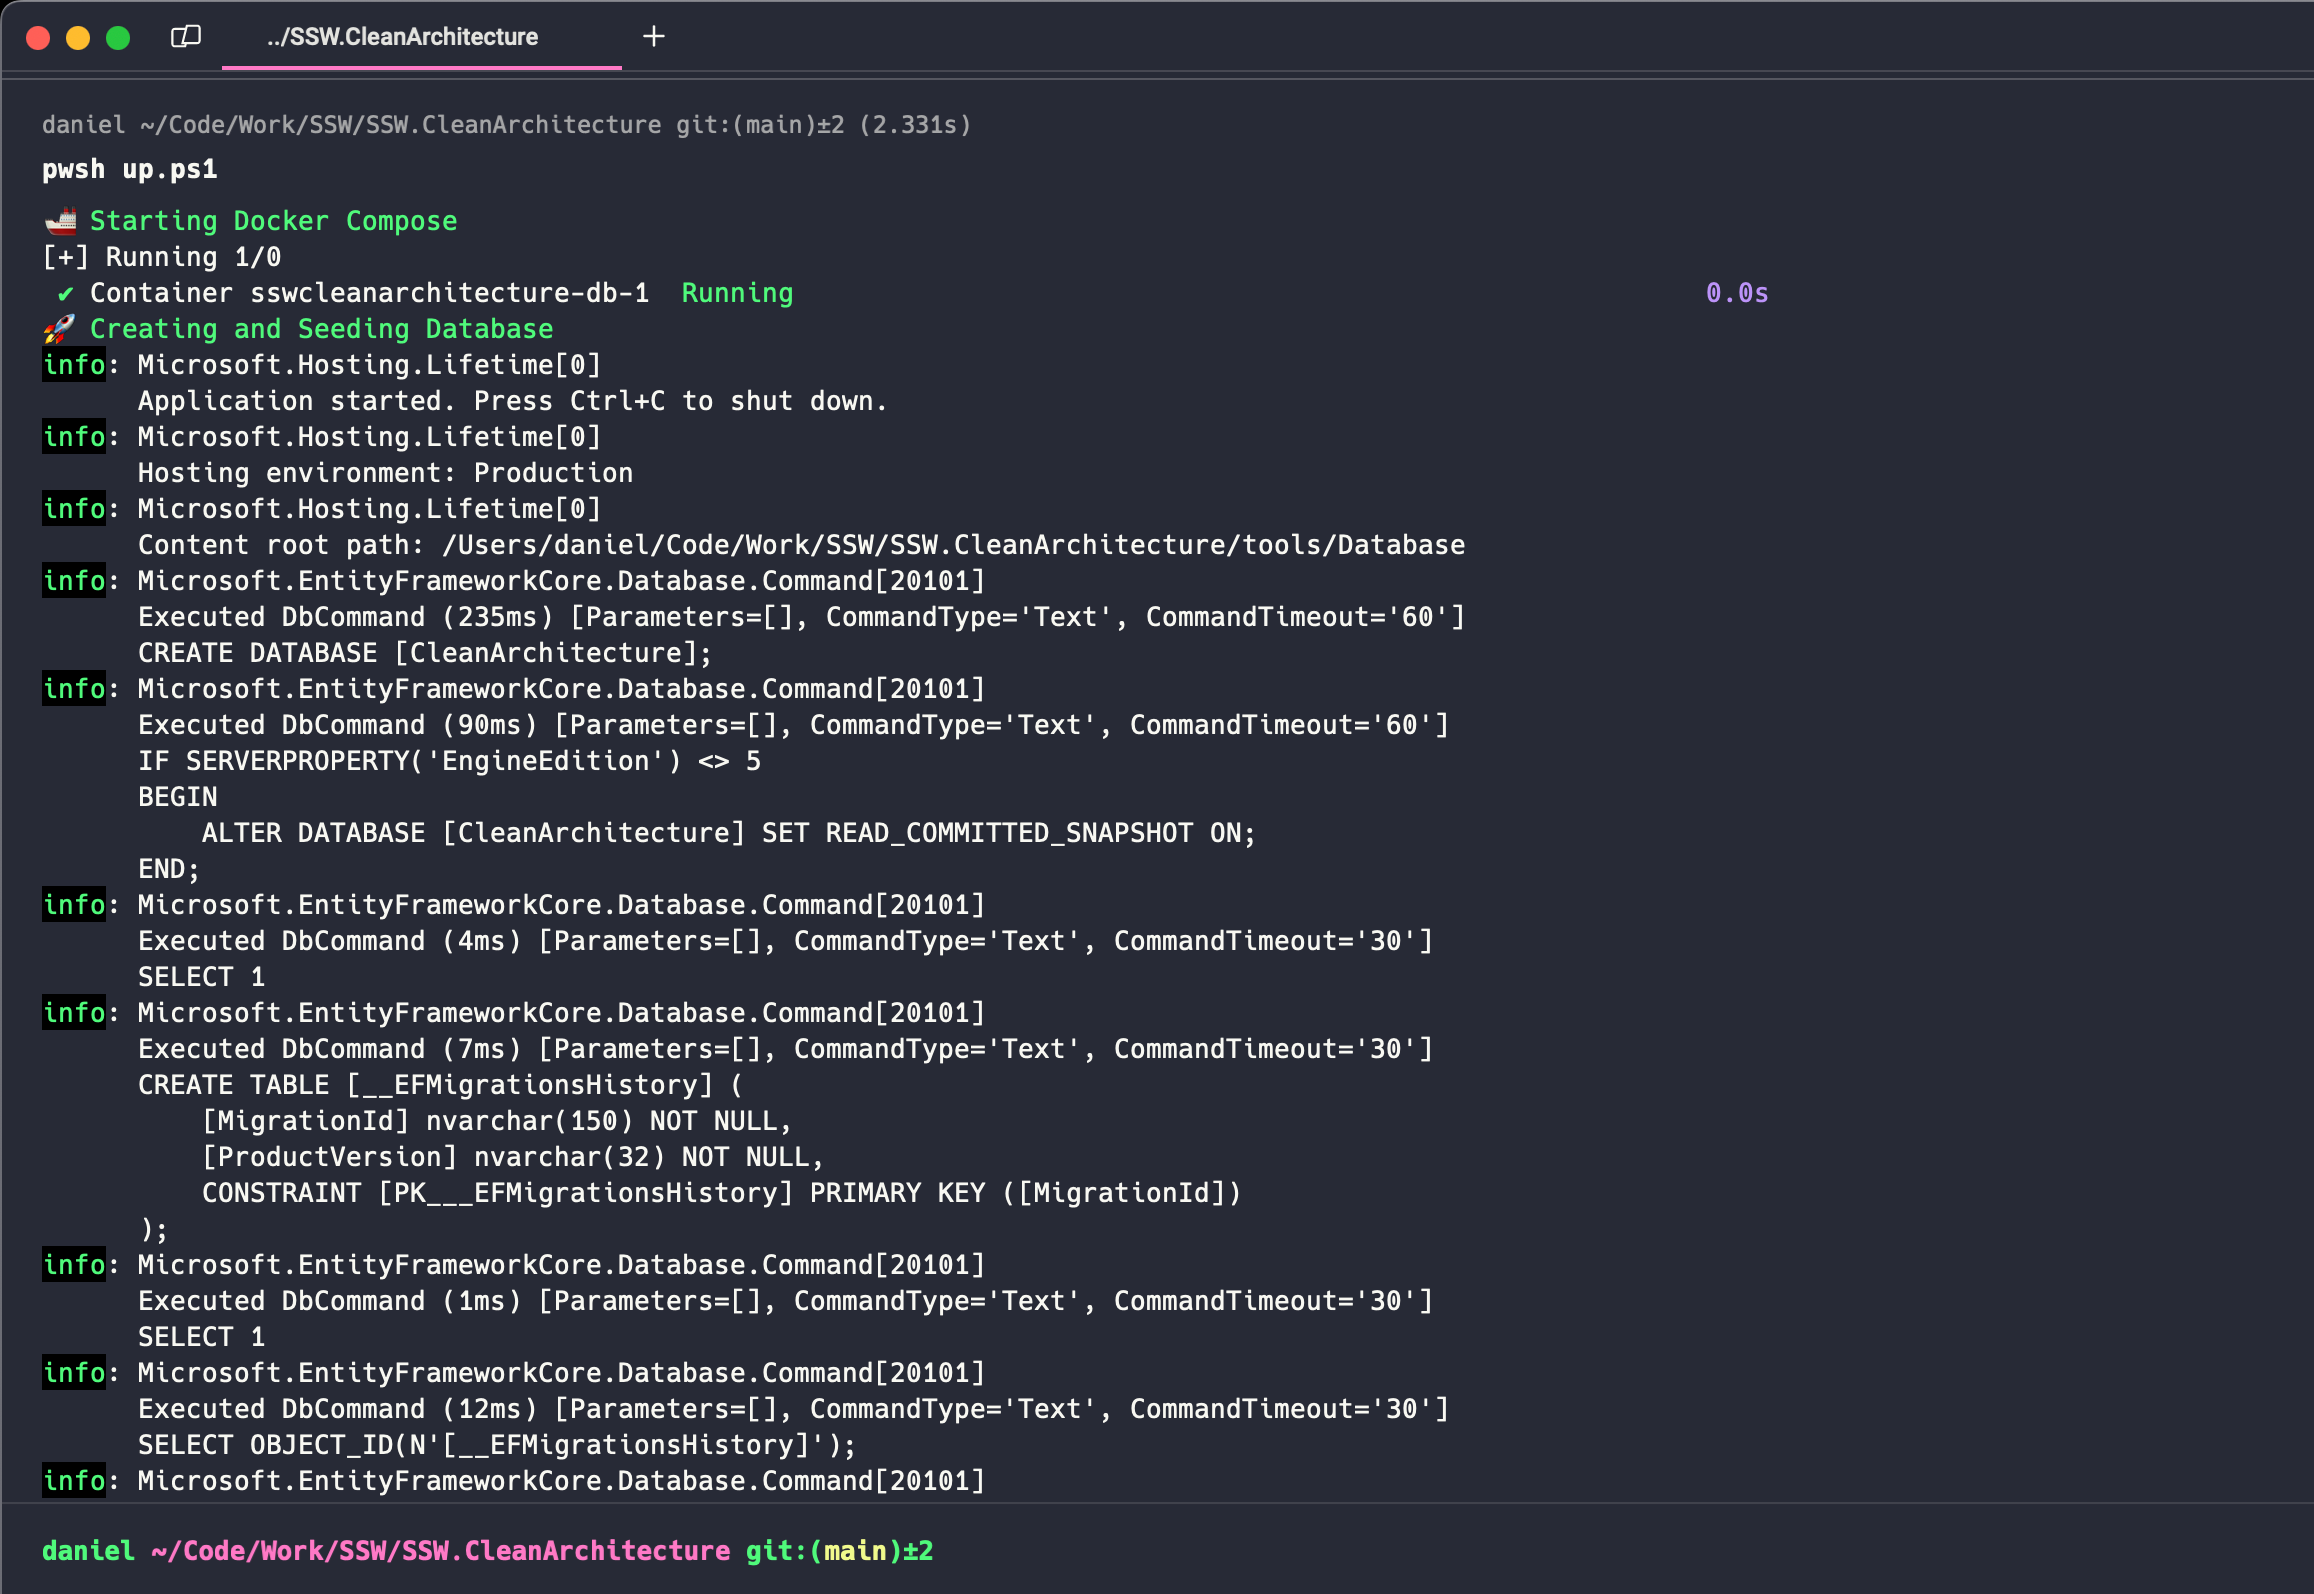 ../SSW.CleanArchitecture
daniel ~/Code/Work/SSW/SSW.CleanArchitecture git:(main)±2 (2.331s)
pwsh up.ps1
🚢 Starting Docker Compose
[+] Running 1/0
 ✔ Container sswcleanarchitecture-db-1  Running 0.0s
🚀 Creating and Seeding Database
info: Microsoft.Hosting.Lifetime[0]
      Application started. Press Ctrl+C to shut down.
info: Microsoft.Hosting.Lifetime[0]
      Hosting environment: Production
info: Microsoft.Hosting.Lifetime[0]
      Content root path: /Users/daniel/Code/Work/SSW/SSW.CleanArchitecture/tools/Database
info: Microsoft.EntityFrameworkCore.Database.Command[20101]
      Executed DbCommand (235ms) [Parameters=[], CommandType='Text', CommandTimeout='60']
      CREATE DATABASE [CleanArchitecture];
info: Microsoft.EntityFrameworkCore.Database.Command[20101]
      Executed DbCommand (90ms) [Parameters=[], CommandType='Text', CommandTimeout='60']
      IF SERVERPROPERTY('EngineEdition') <> 5
      BEGIN
          ALTER DATABASE [CleanArchitecture] SET READ_COMMITTED_SNAPSHOT ON;
      END;
info: Microsoft.EntityFrameworkCore.Database.Command[20101]
      Executed DbCommand (4ms) [Parameters=[], CommandType='Text', CommandTimeout='30']
      SELECT 1
info: Microsoft.EntityFrameworkCore.Database.Command[20101]
      Executed DbCommand (7ms) [Parameters=[], CommandType='Text', CommandTimeout='30']
      CREATE TABLE [__EFMigrationsHistory] (
          [MigrationId] nvarchar(150) NOT NULL,
          [ProductVersion] nvarchar(32) NOT NULL,
          CONSTRAINT [PK___EFMigrationsHistory] PRIMARY KEY ([MigrationId])
      );
info: Microsoft.EntityFrameworkCore.Database.Command[20101]
      Executed DbCommand (1ms) [Parameters=[], CommandType='Text', CommandTimeout='30']
      SELECT 1
info: Microsoft.EntityFrameworkCore.Database.Command[20101]
      Executed DbCommand (12ms) [Parameters=[], CommandType='Text', CommandTimeout='30']
      SELECT OBJECT_ID(N'[__EFMigrationsHistory]');
info: Microsoft.EntityFrameworkCore.Database.Command[20101]
daniel ~/Code/Work/SSW/SSW.CleanArchitecture git:(main)±2